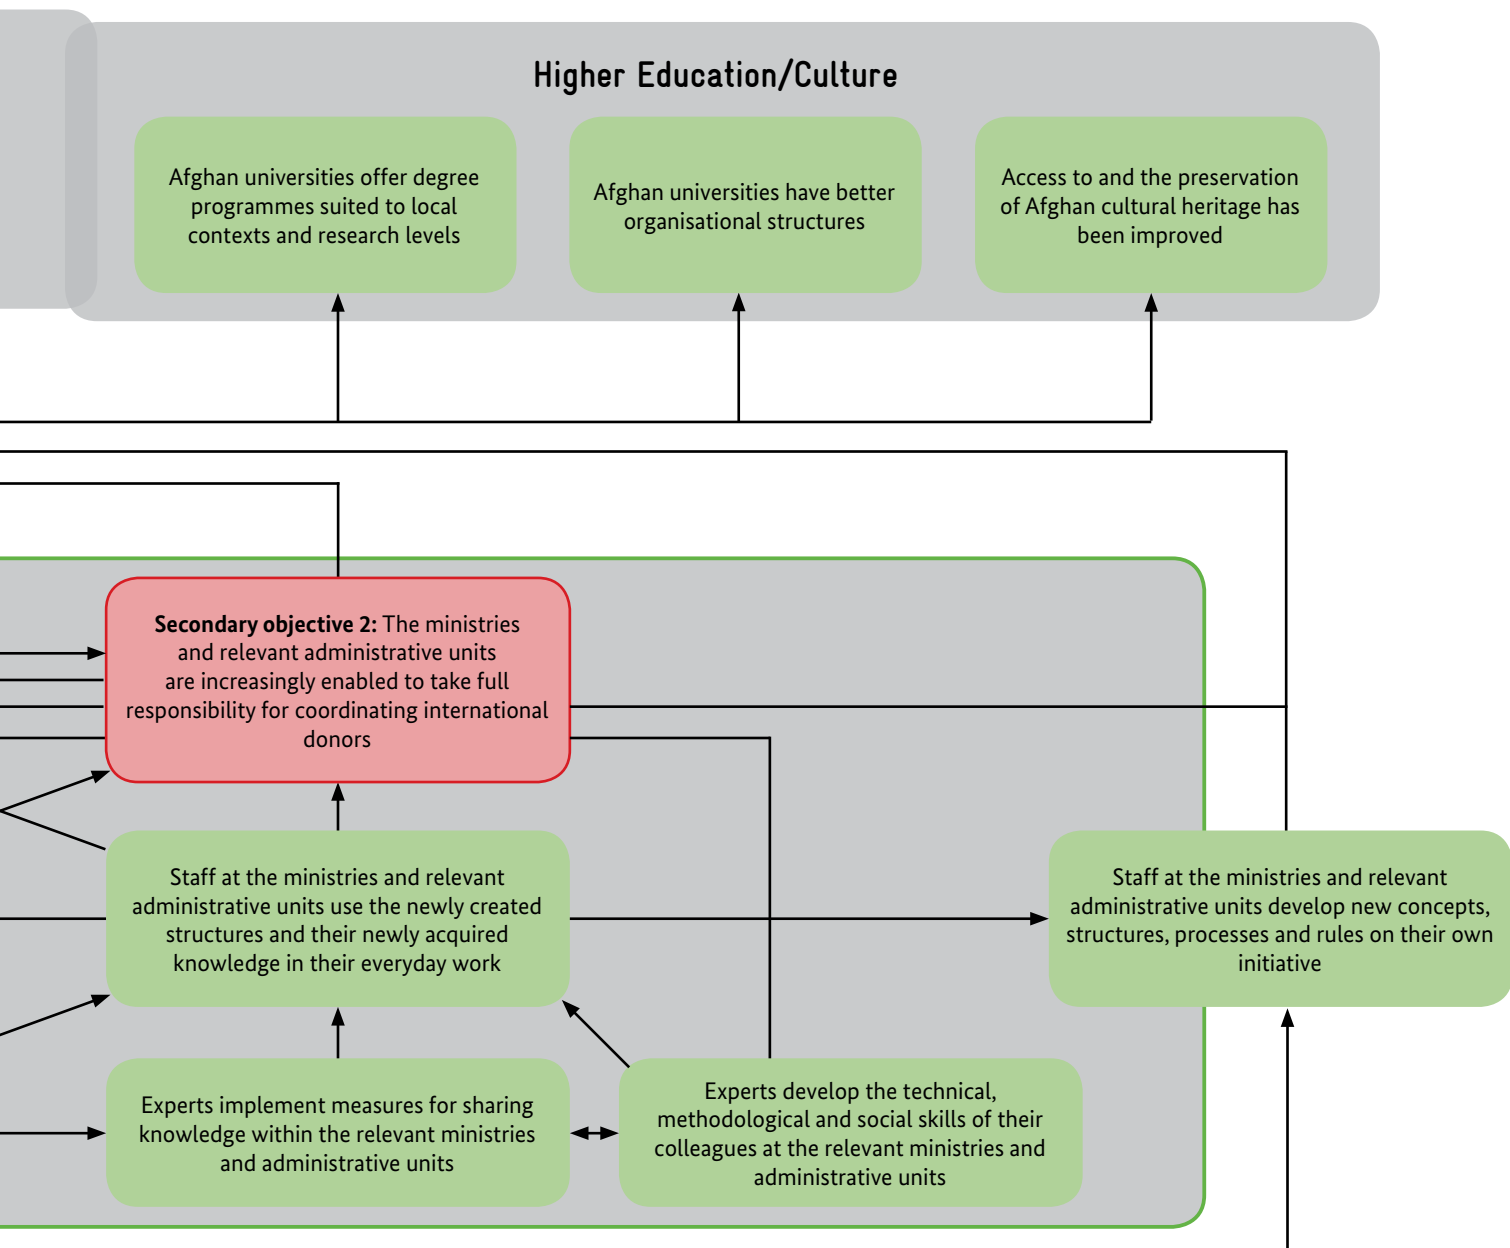 Higher Education/Culture
Afghan universities offer degree
programmes suited to local
contexts and research levels
Afghan universities have better
organisational structures
Access to and the preservation
of Afghan cultural heritage has
been improved
Secondary objective 2: The ministries
and relevant administrative units
are increasingly enabled to take full
responsibility for coordinating international
donors
Staff at the ministries and relevant
administrative units use the newly created
structures and their newly acquired
knowledge in their everyday work
Staff at the ministries and relevant
administrative units develop new concepts,
structures, processes and rules on their own
initiative
Experts implement measures for sharing
knowledge within the relevant ministries
and administrative units
Experts develop the technical,
methodological and social skills of their
colleagues at the relevant ministries and
administrative units